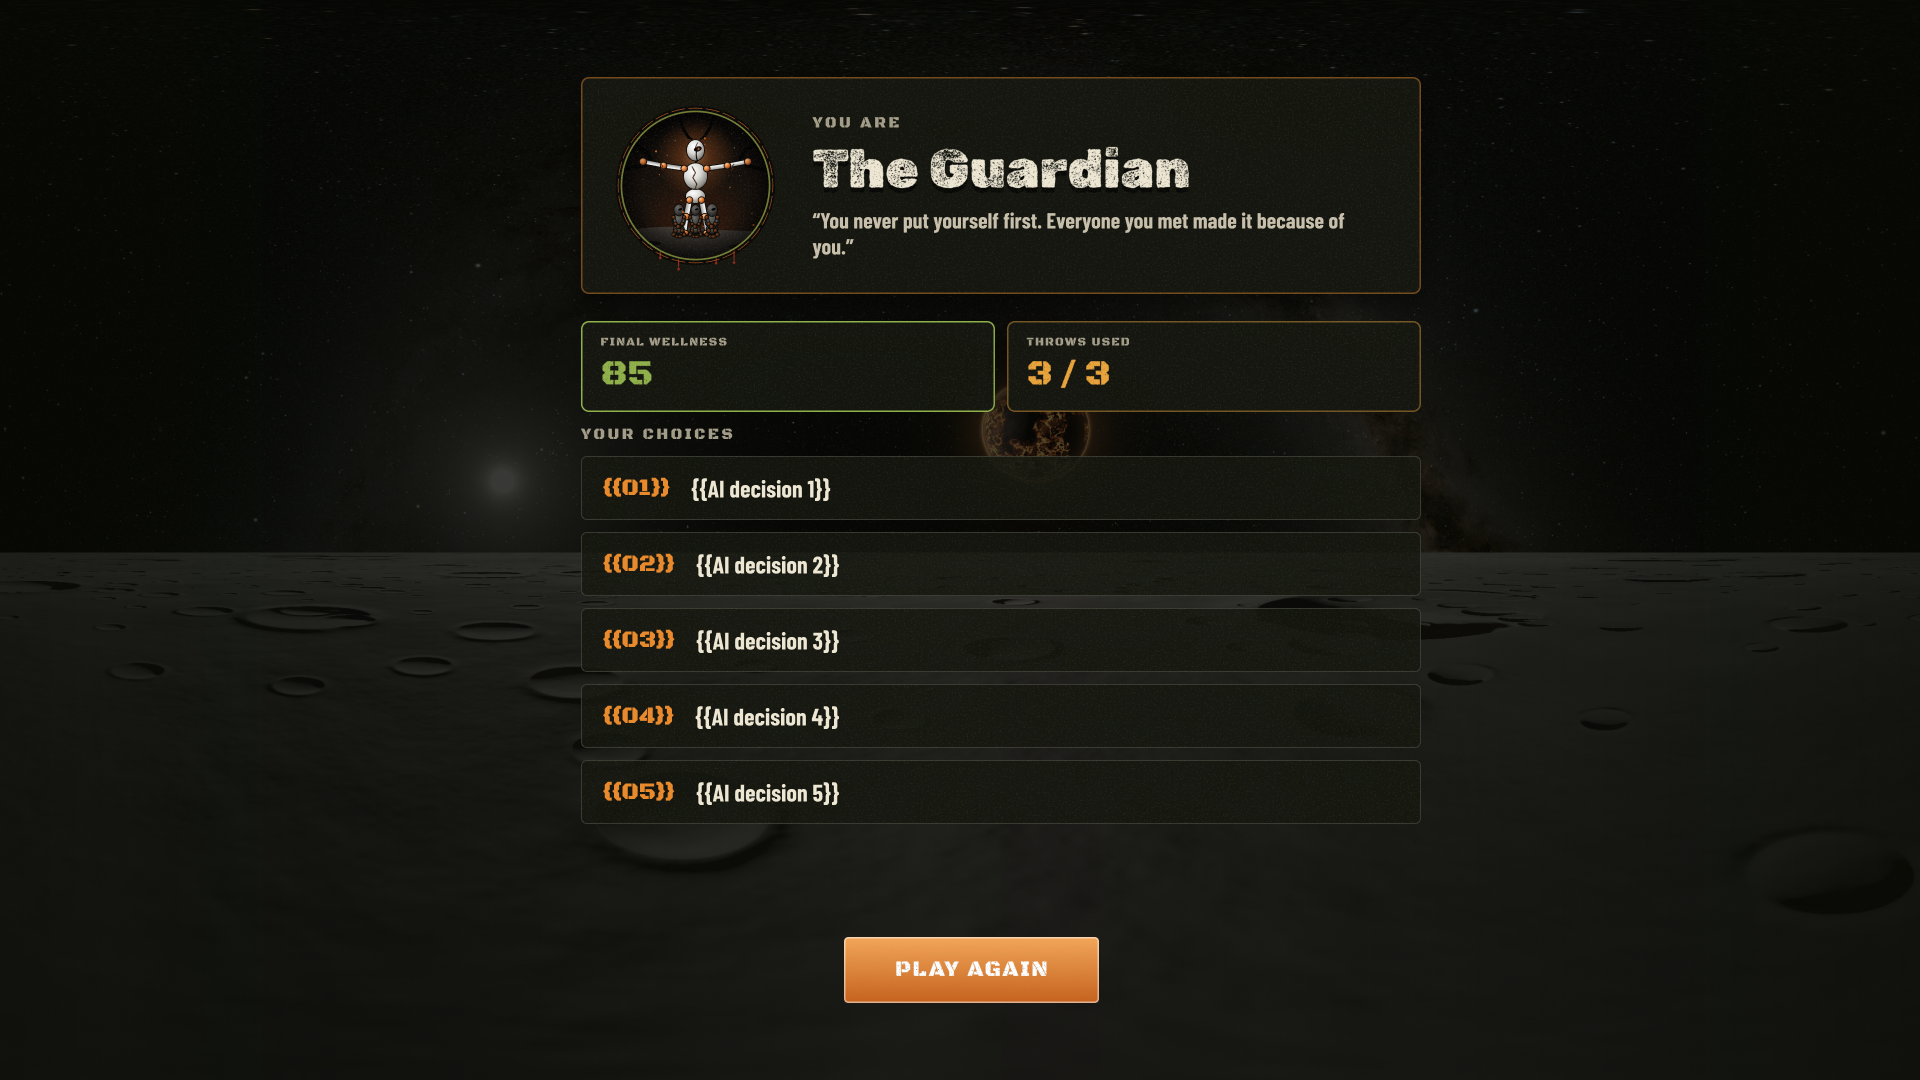 YOU ARE
The Guardian
“You never put yourself first. Everyone you met made it because of
you.”
FINAL WELLNESS
85
THROWS USED
3 / 3
YOUR CHOICES
{{01}} {{AI decision 1}}
{{02}} {{AI decision 2}}
{{03}} {{AI decision 3}}
{{04}} {{AI decision 4}}
{{05}} {{AI decision 5}}
PLAY AGAIN